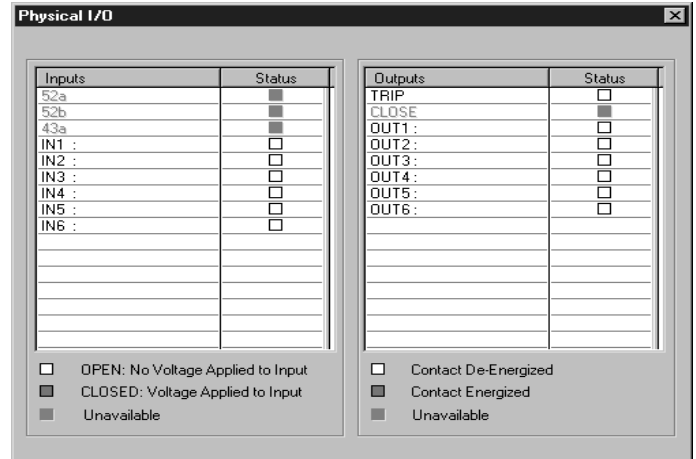 Physical I/O
Inputs Status
52a
52b
43a
IN1 :
IN2 :
IN3 :
IN4 :
IN5 :
IN6 :
OPEN: No Voltage Applied to Input
CLOSED: Voltage Applied to Input
Unavailable
Outputs Status
TRIP
CLOSE
OUT1 :
OUT2 :
OUT3 :
OUT4 :
OUT5 :
OUT6 :
Contact De-Energized
Contact Energized
Unavailable